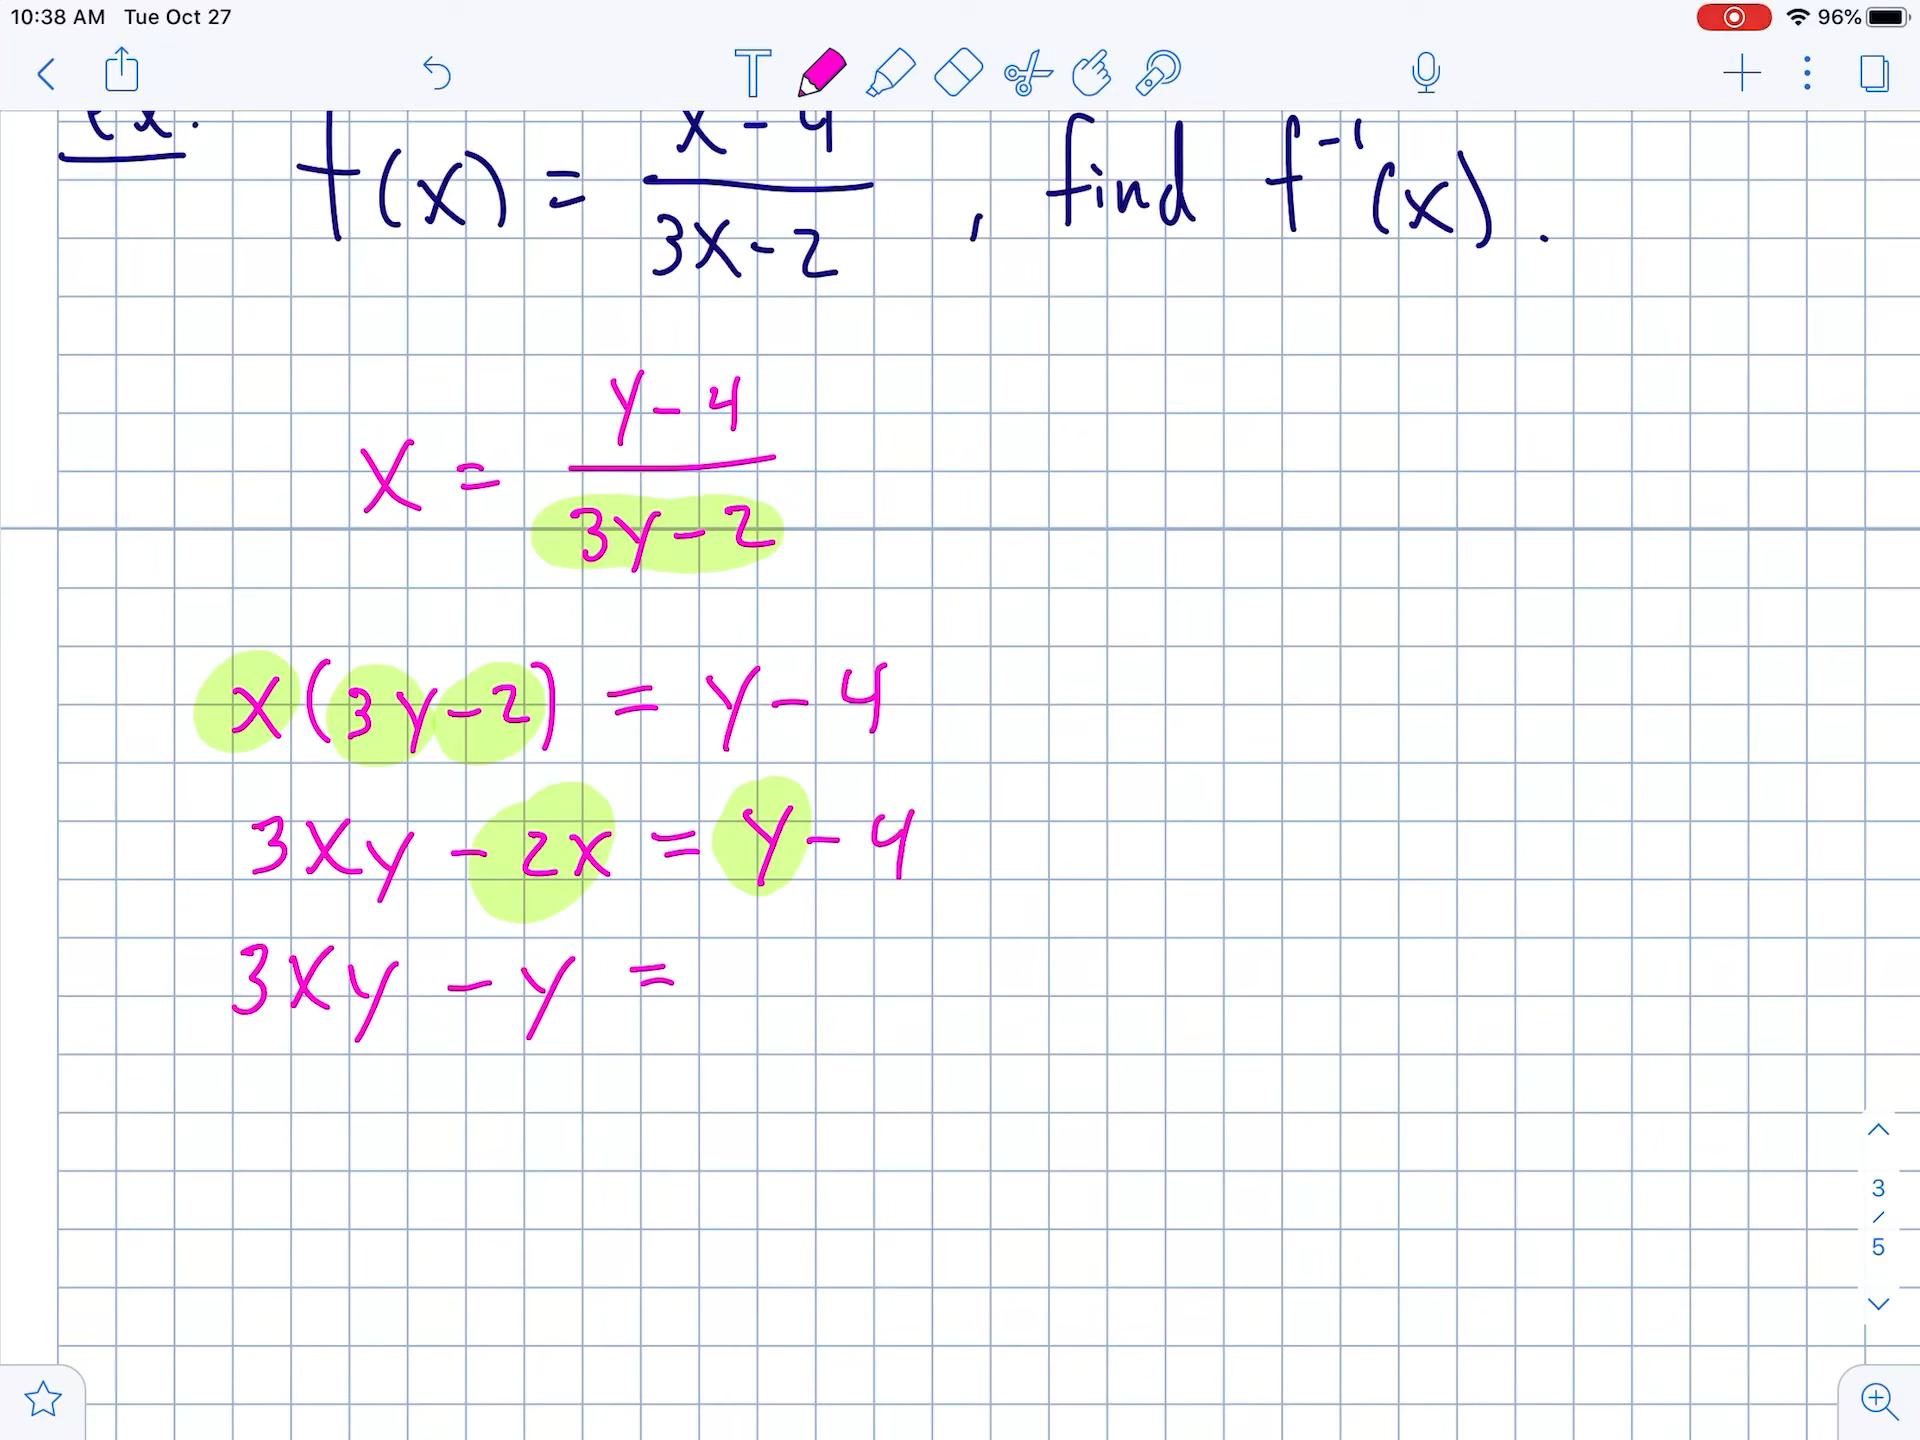 10:38 AM Tue Oct 27 96%
T
ex. f(x) = x - 4 / 3x - 2 , find f⁻¹(x).
x = y - 4 / 3y - 2
x(3y - 2) = y - 4
3xy - 2x = y - 4
3xy - y =
3
/
5